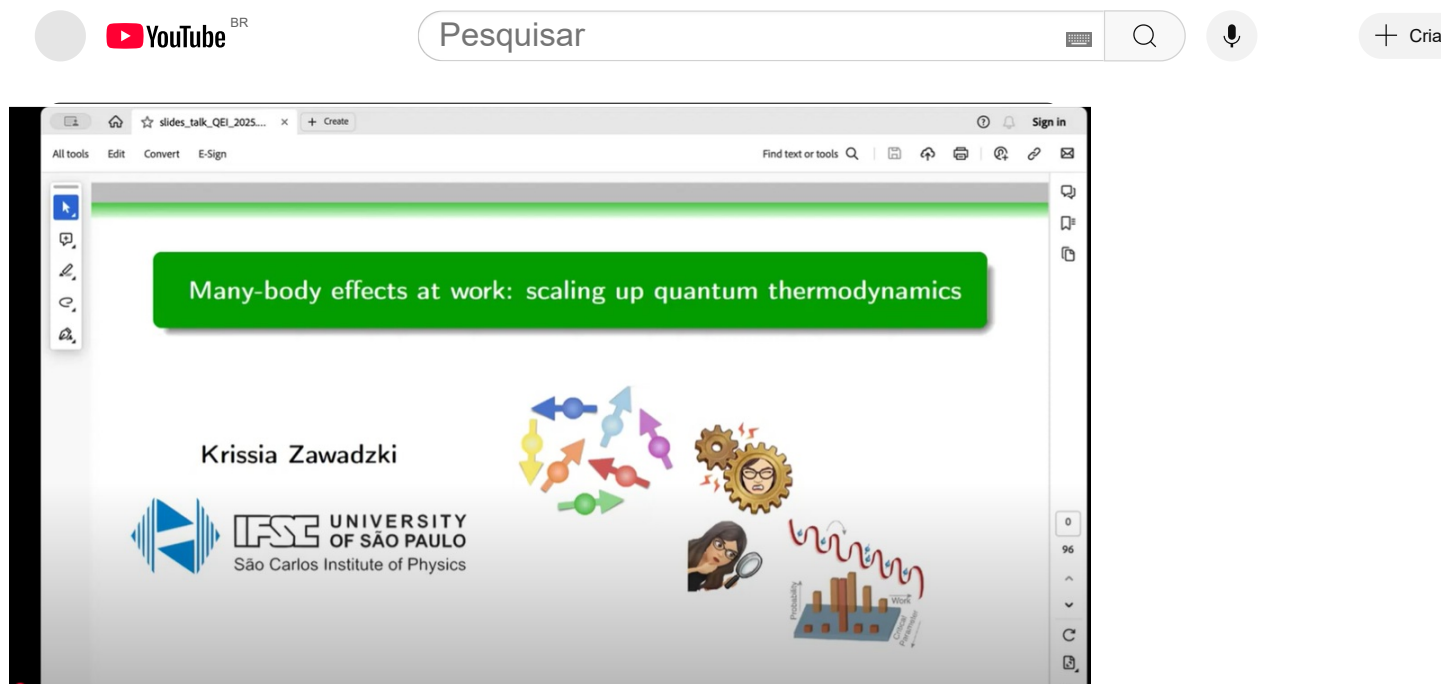 YouTube BR
Pesquisar
Cria
slides_talk_QEI_2025....
Create
Sign in
All tools
Edit
Convert
E-Sign
Find text or tools
Many-body effects at work: scaling up quantum thermodynamics
Krissia Zawadzki
IFSC UNIVERSITY
OF SÃO PAULO
São Carlos Institute of Physics
Probability
Work
Critical
Parameter
0
96